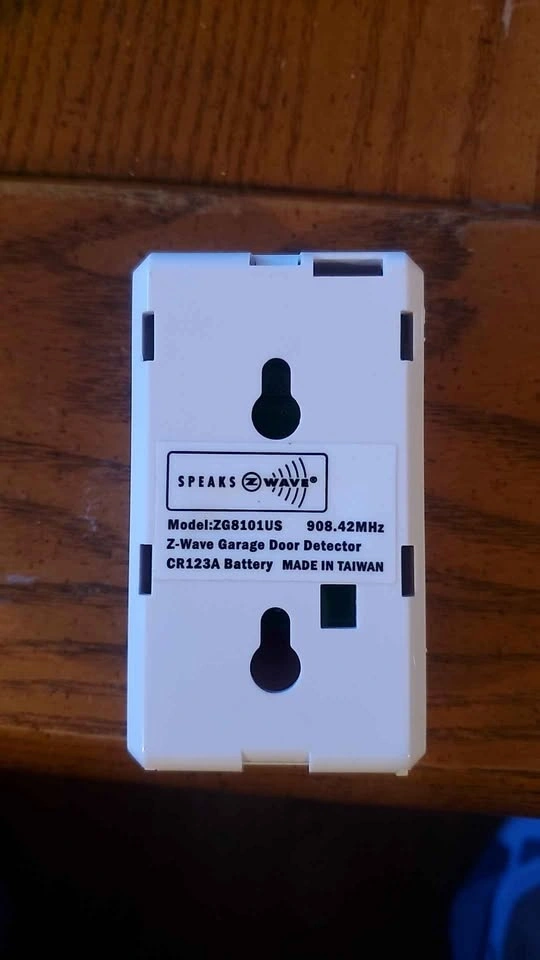 SPEAKS Z WAVE®
Model:ZG8101US 908.42MHz
Z-Wave Garage Door Detector
CR123A Battery MADE IN TAIWAN